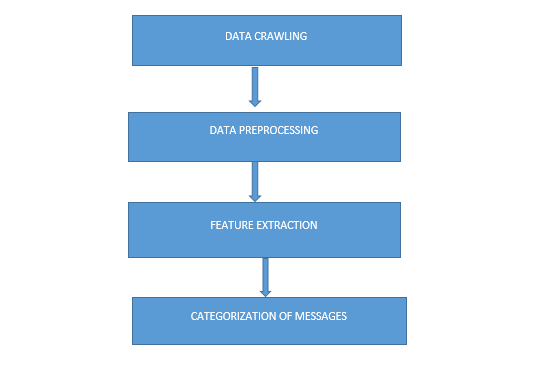 DATA CRAWLING
DATA PREPROCESSING
FEATURE EXTRACTION
CATEGORIZATION OF MESSAGES